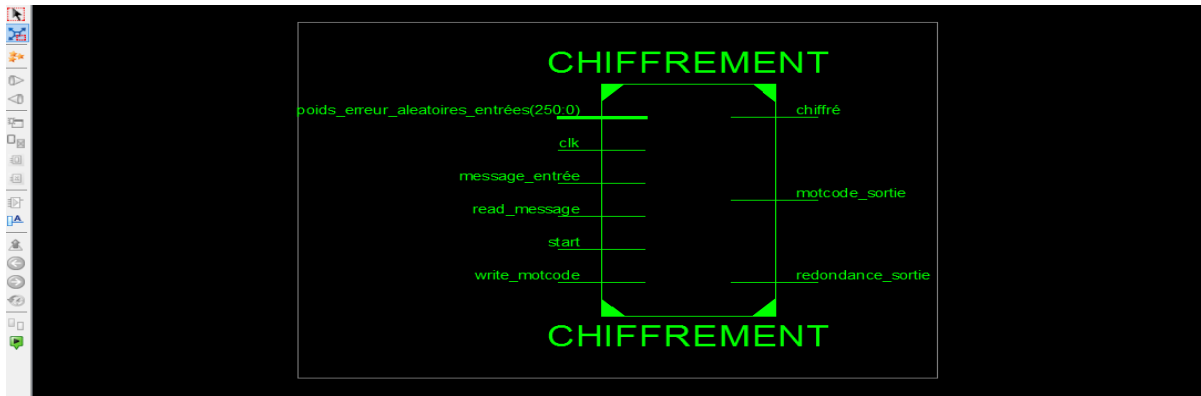 CHIFFREMENT
poids_erreur_aleatoires_entrées(250:0)
chiffré
clk
message_entrée
motcode_sortie
read_message
start
write_motcode
redondance_sortie
CHIFFREMENT